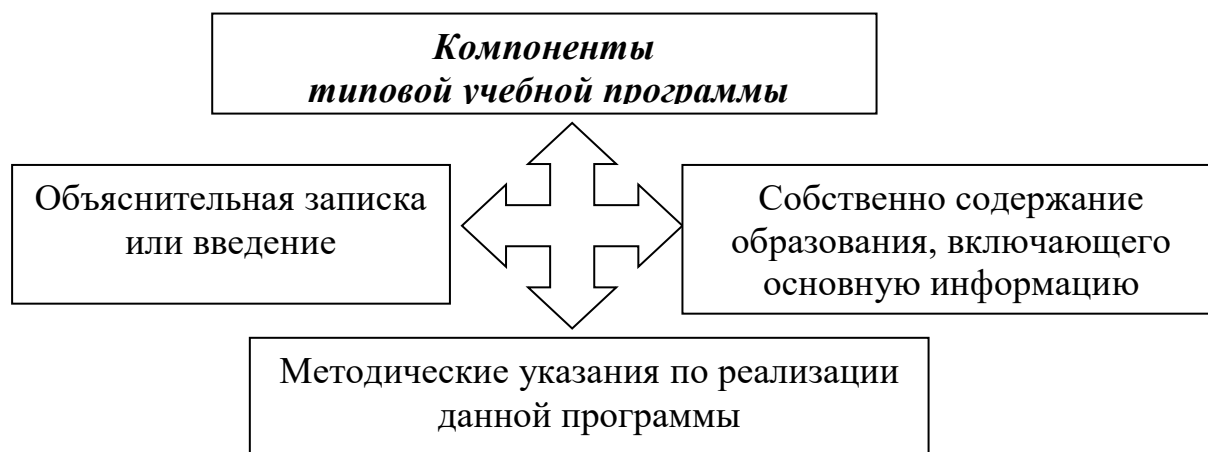 Компоненты
типовой учебной программы
Объяснительная записка
или введение
Собственно содержание
образования, включающего
основную информацию
Методические указания по реализации
данной программы